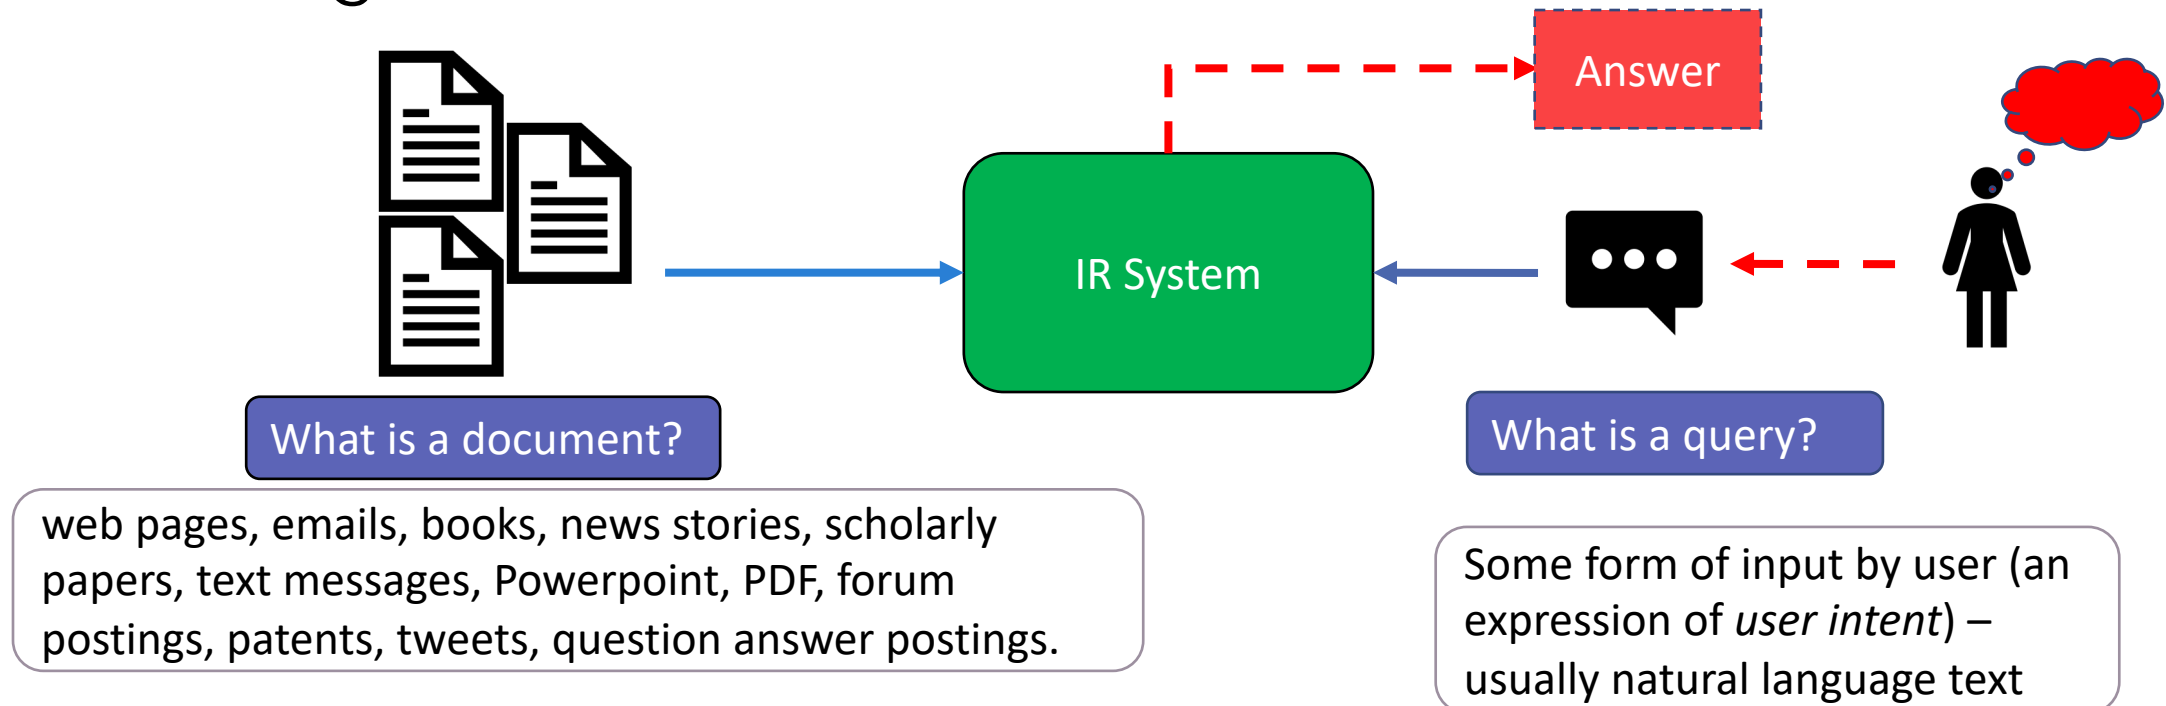 Answer
IR System
What is a document?
What is a query?
web pages, emails, books, news stories, scholarly
papers, text messages, Powerpoint, PDF, forum
postings, patents, tweets, question answer postings.
Some form of input by user (an
expression of user intent) –
usually natural language text